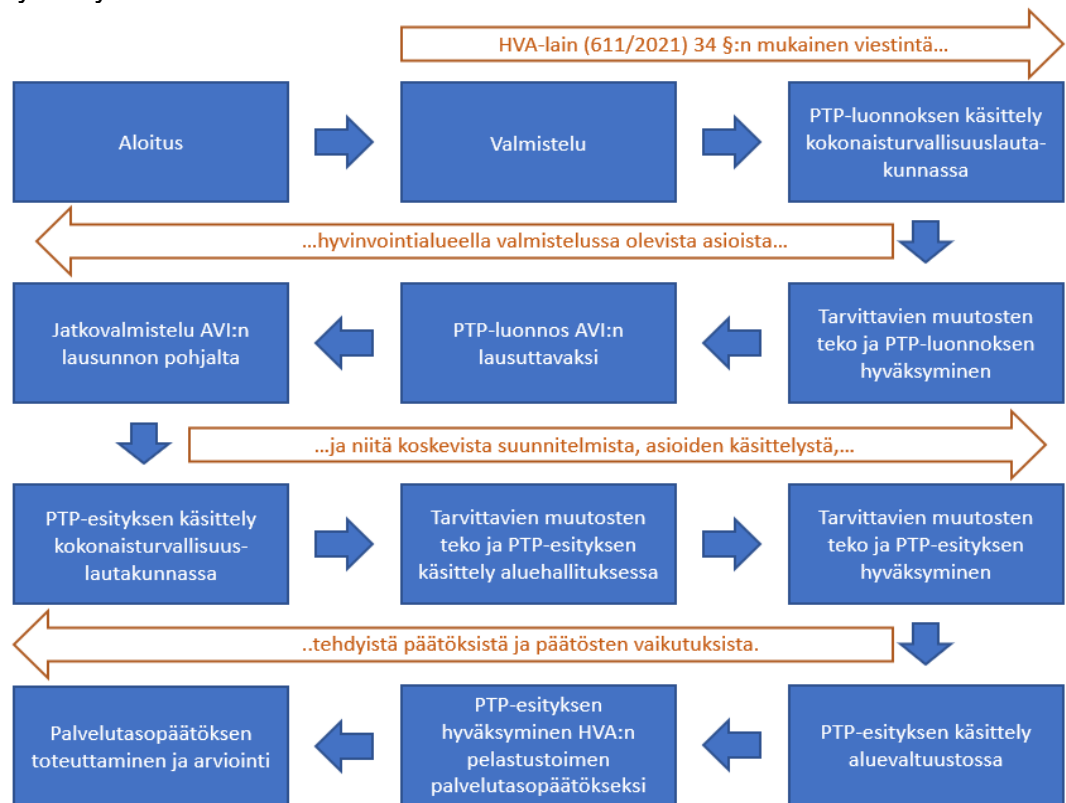 HVA-lain (611/2021) 34 §:n mukainen viestintä...
Aloitus
Valmistelu
PTP-luonnoksen käsittely
kokonaisturvallisuuslauta-
kunnassa
...hyvinvointialueella valmistelussa olevista asioista...
Tarvittavien muutosten
teko ja PTP-luonnoksen
hyväksyminen
PTP-luonnos AVI:n
lausuttavaksi
Jatkovalmistelu AVI:n
lausunnon pohjalta
...ja niitä koskevista suunnitelmista, asioiden käsittelystä,...
PTP-esityksen käsittely
kokonaisturvallisuus-
lautakunnassa
Tarvittavien muutosten
teko ja PTP-esityksen
käsittely aluehallituksessa
Tarvittavien muutosten
teko ja PTP-esityksen
hyväksyminen
..tehdyistä päätöksistä ja päätösten vaikutuksista.
PTP-esityksen käsittely
aluevaltuustossa
PTP-esityksen
hyväksyminen HVA:n
pelastustoimen
palvelutasopäätökseksi
Palvelutasopäätöksen
toteuttaminen ja arviointi